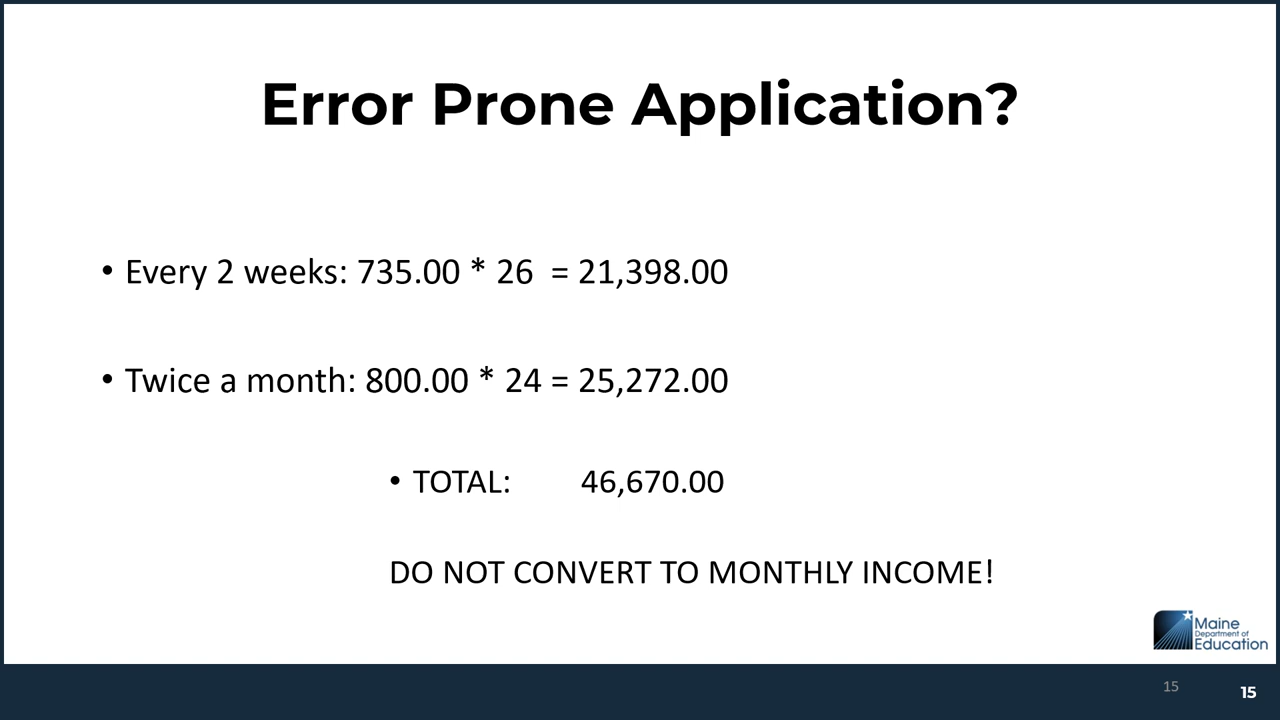 Error Prone Application?
• Every 2 weeks: 735.00 * 26  = 21,398.00
• Twice a month: 800.00 * 24 = 25,272.00
• TOTAL: 46,670.00
DO NOT CONVERT TO MONTHLY INCOME!
Maine
Department of
Education
15
15